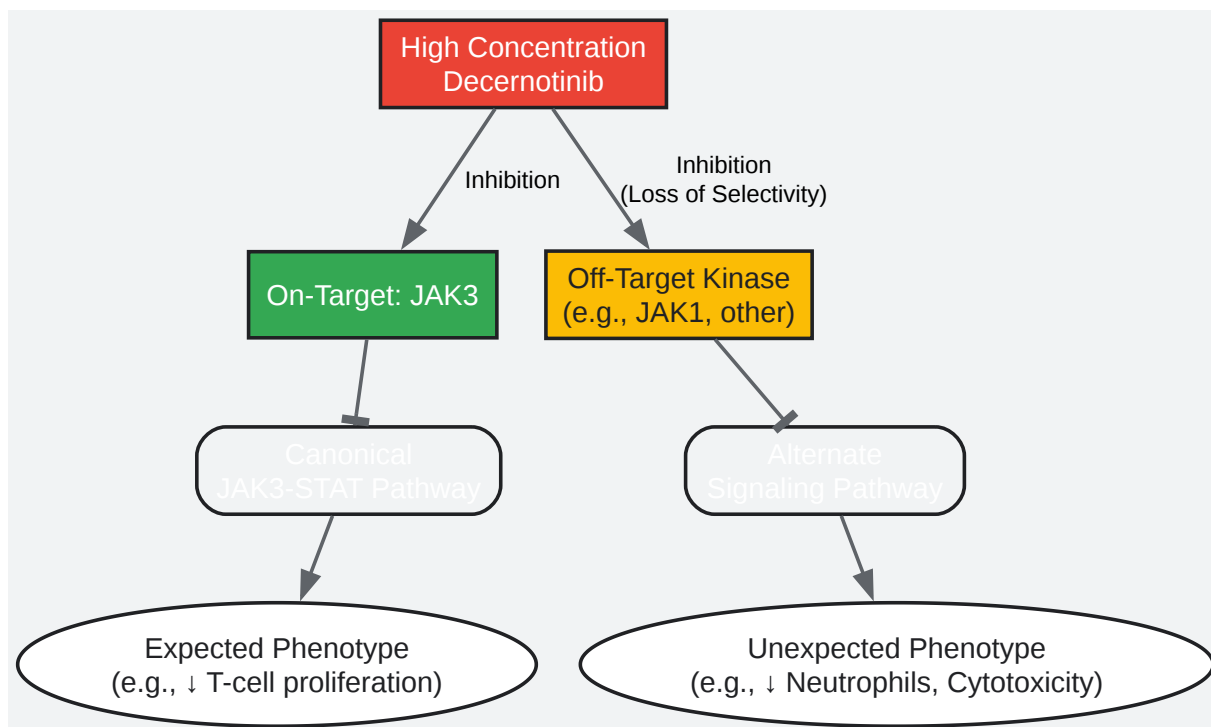 High Concentration
Decernotinib
Inhibition
Inhibition
(Loss of Selectivity)
On-Target: JAK3
Off-Target Kinase
(e.g., JAK1, other)
Canonical
JAK3-STAT Pathway
Alternate
Signaling Pathway
Expected Phenotype
(e.g., ↓ T-cell proliferation)
Unexpected Phenotype
(e.g., ↓ Neutrophils, Cytotoxicity)